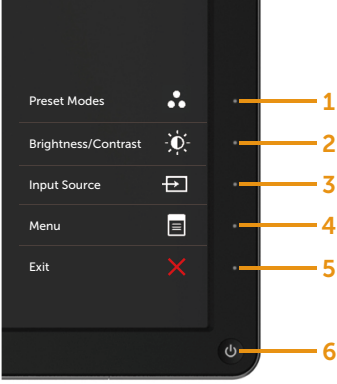 Preset Modes 1
Brightness/Contrast 2
Input Source 3
Menu 4
Exit 5
6